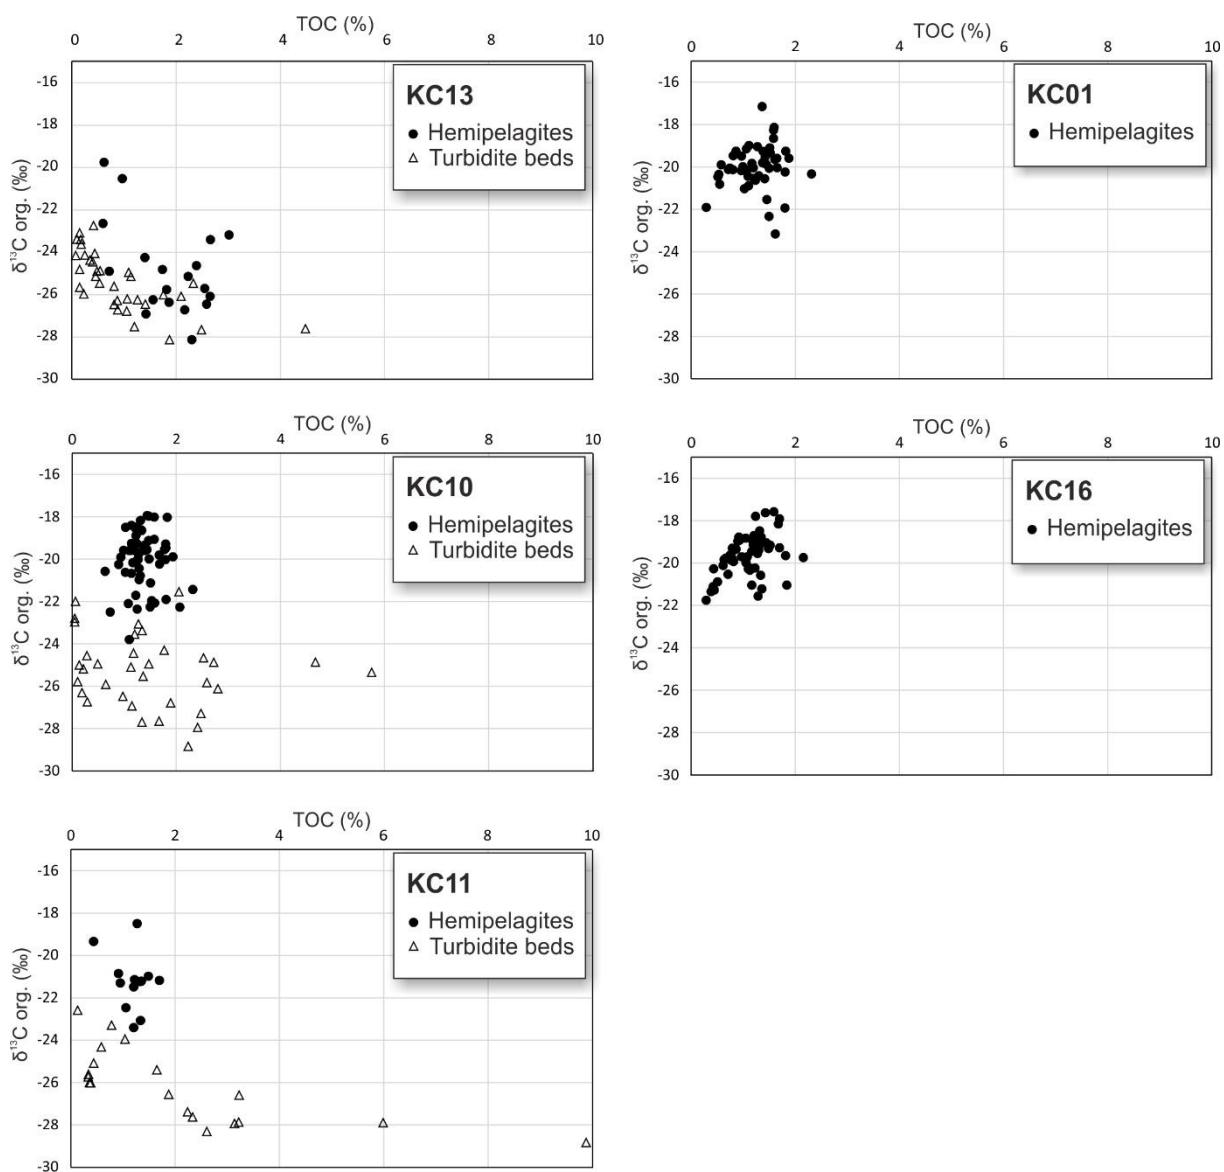 TOC (%)
0 2 4 6 8 10
-16
-18
-20
-22
-24
-26
-28
-30
δ¹³C org. (‰)
KC13
Hemipelagites
Turbidite beds
TOC (%)
0 2 4 6 8 10
-16
-18
-20
-22
-24
-26
-28
-30
δ¹³C org. (‰)
KC01
Hemipelagites
TOC (%)
0 2 4 6 8 10
-16
-18
-20
-22
-24
-26
-28
-30
δ¹³C org. (‰)
KC10
Hemipelagites
Turbidite beds
TOC (%)
0 2 4 6 8 10
-16
-18
-20
-22
-24
-26
-28
-30
δ¹³C org. (‰)
KC16
Hemipelagites
TOC (%)
0 2 4 6 8 10
-16
-18
-20
-22
-24
-26
-28
-30
δ¹³C org. (‰)
KC11
Hemipelagites
Turbidite beds